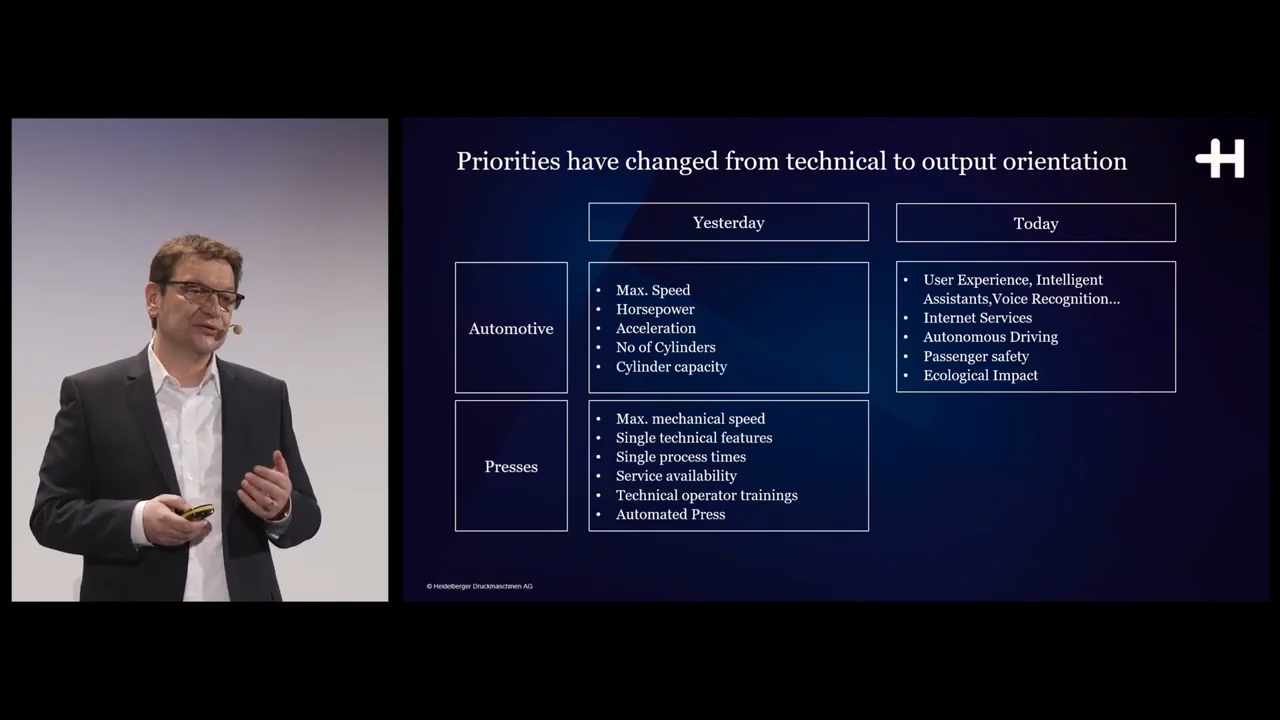 Priorities have changed from technical to output orientation
Yesterday
Today
Automotive
• Max. Speed
• Horsepower
• Acceleration
• No of Cylinders
• Cylinder capacity
• User Experience, Intelligent
Assistants,Voice Recognition...
• Internet Services
• Autonomous Driving
• Passenger safety
• Ecological Impact
Presses
• Max. mechanical speed
• Single technical features
• Single process times
• Service availability
• Technical operator trainings
• Automated Press
© Heidelberger Druckmaschinen AG